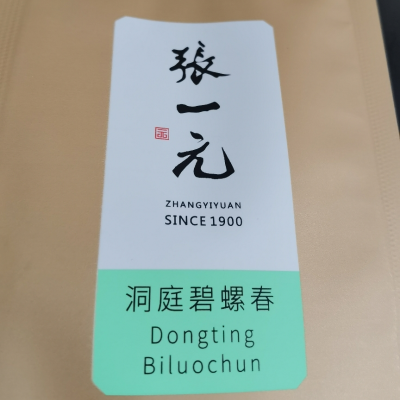 張
一
元
ZHANGYIYUAN
SINCE 1900
洞庭碧螺春
Dongting
Biluochun